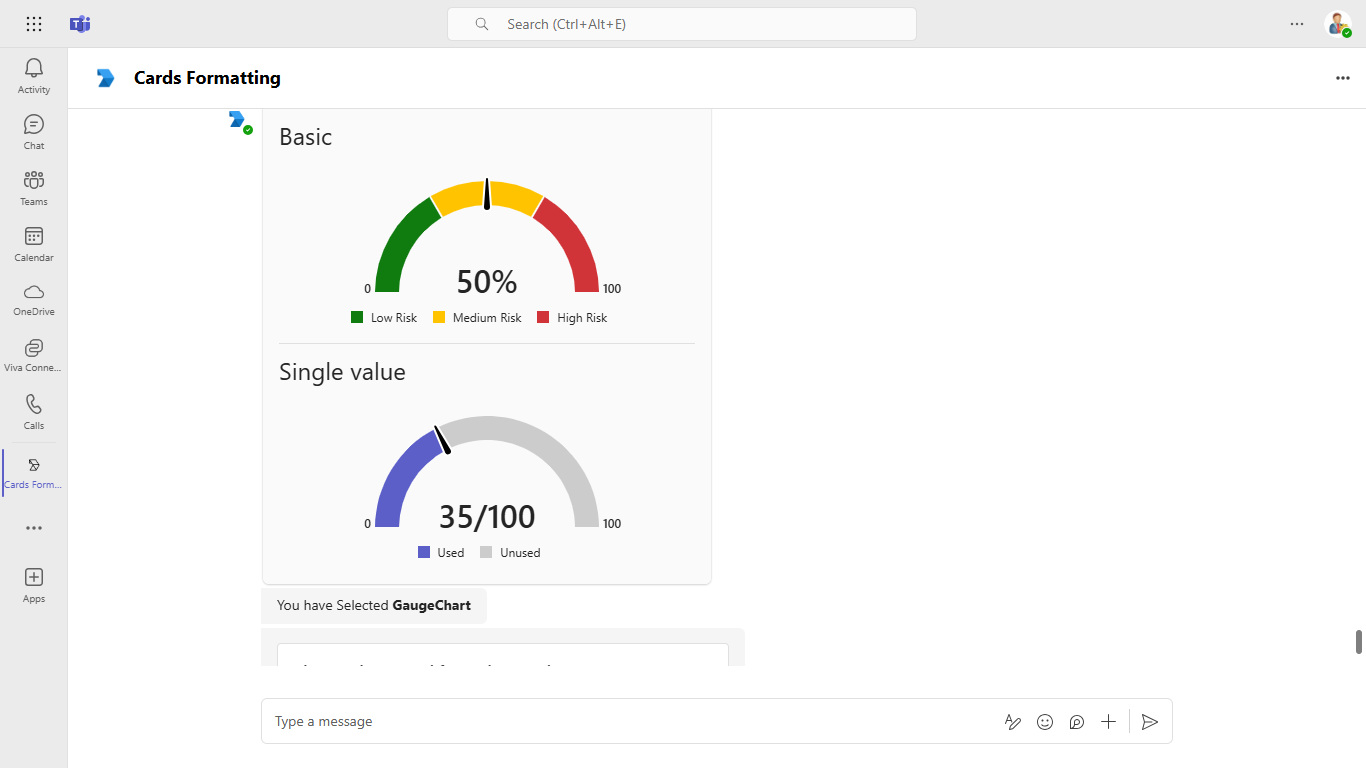 Search (Ctrl+Alt+E)
Cards Formatting
Activity
Chat
Teams
Calendar
OneDrive
Viva Conne...
Calls
Cards Form...
Apps
Basic
0
50%
100
Low Risk
Medium Risk
High Risk
Single value
0
35/100
100
Used
Unused
You have Selected GaugeChart
Type a message